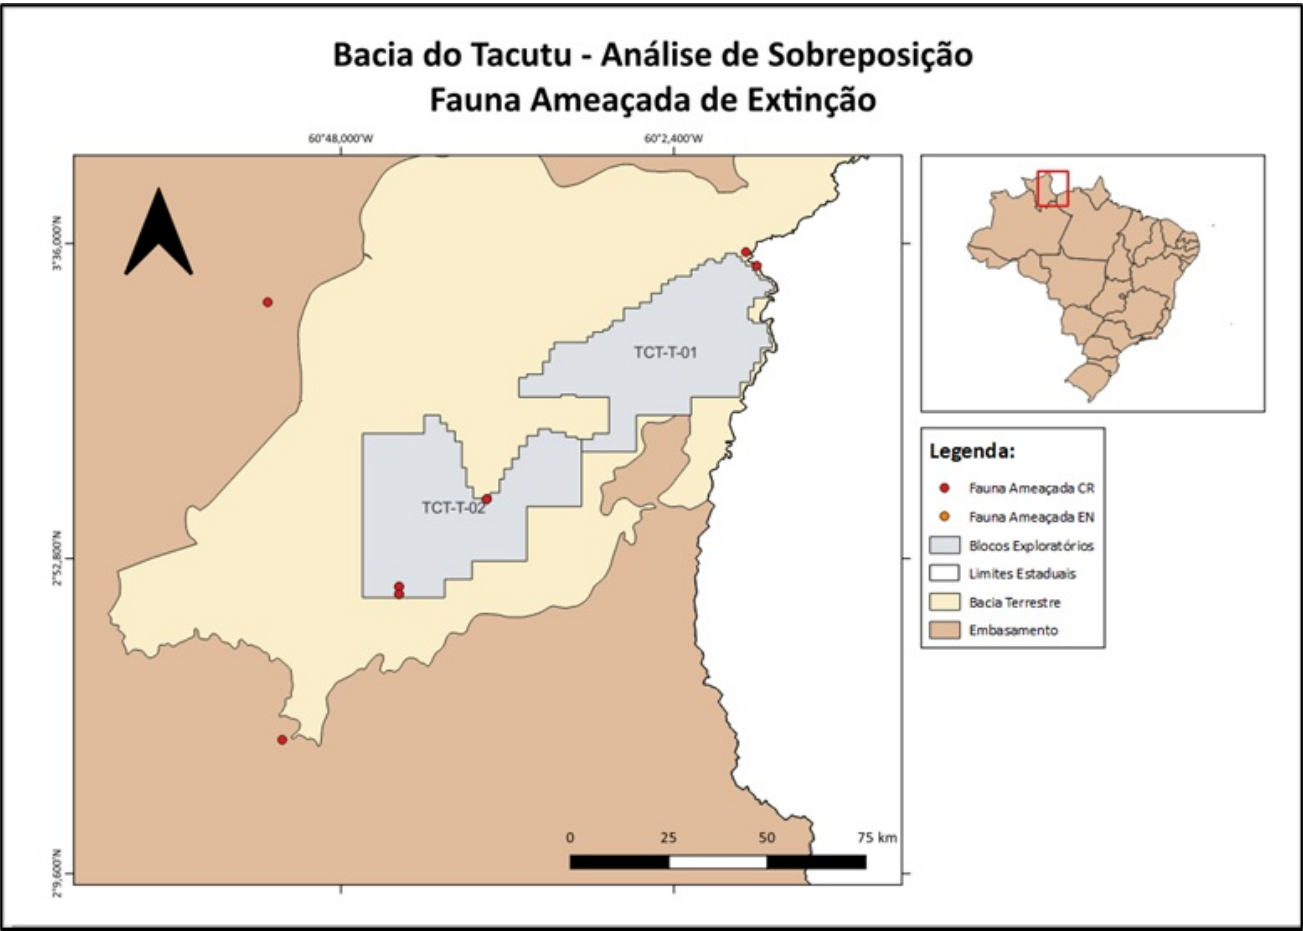 Bacia do Tacutu - Análise de Sobreposição
Fauna Ameaçada de Extinção
60°48,000'W
60°2,400'W
3°36,000'N
2°52,800'N
2°9,600'N
TCT-T-01
TCT-T-02
0 25 50 75 km
Legenda:
Fauna Ameaçada CR
Fauna Ameaçada EN
Blocos Exploratórios
Limites Estaduais
Bacia Terrestre
Embasamento